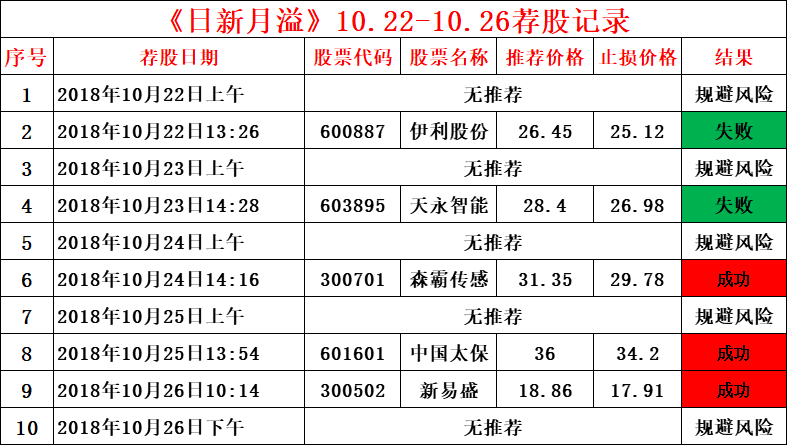 《日新月溢》10.22-10.26荐股记录
序号 荐股日期 股票代码 股票名称 推荐价格 止损价格 结果
1 2018年10月22日上午 无推荐 规避风险
2 2018年10月22日13:26 600887 伊利股份 26.45 25.12 失败
3 2018年10月23日上午 无推荐 规避风险
4 2018年10月23日14:28 603895 天永智能 28.4 26.98 失败
5 2018年10月24日上午 无推荐 规避风险
6 2018年10月24日14:16 300701 森霸传感 31.35 29.78 成功
7 2018年10月25日上午 无推荐 规避风险
8 2018年10月25日13:54 601601 中国太保 36 34.2 成功
9 2018年10月26日10:14 300502 新易盛 18.86 17.91 成功
10 2018年10月26日下午 无推荐 规避风险